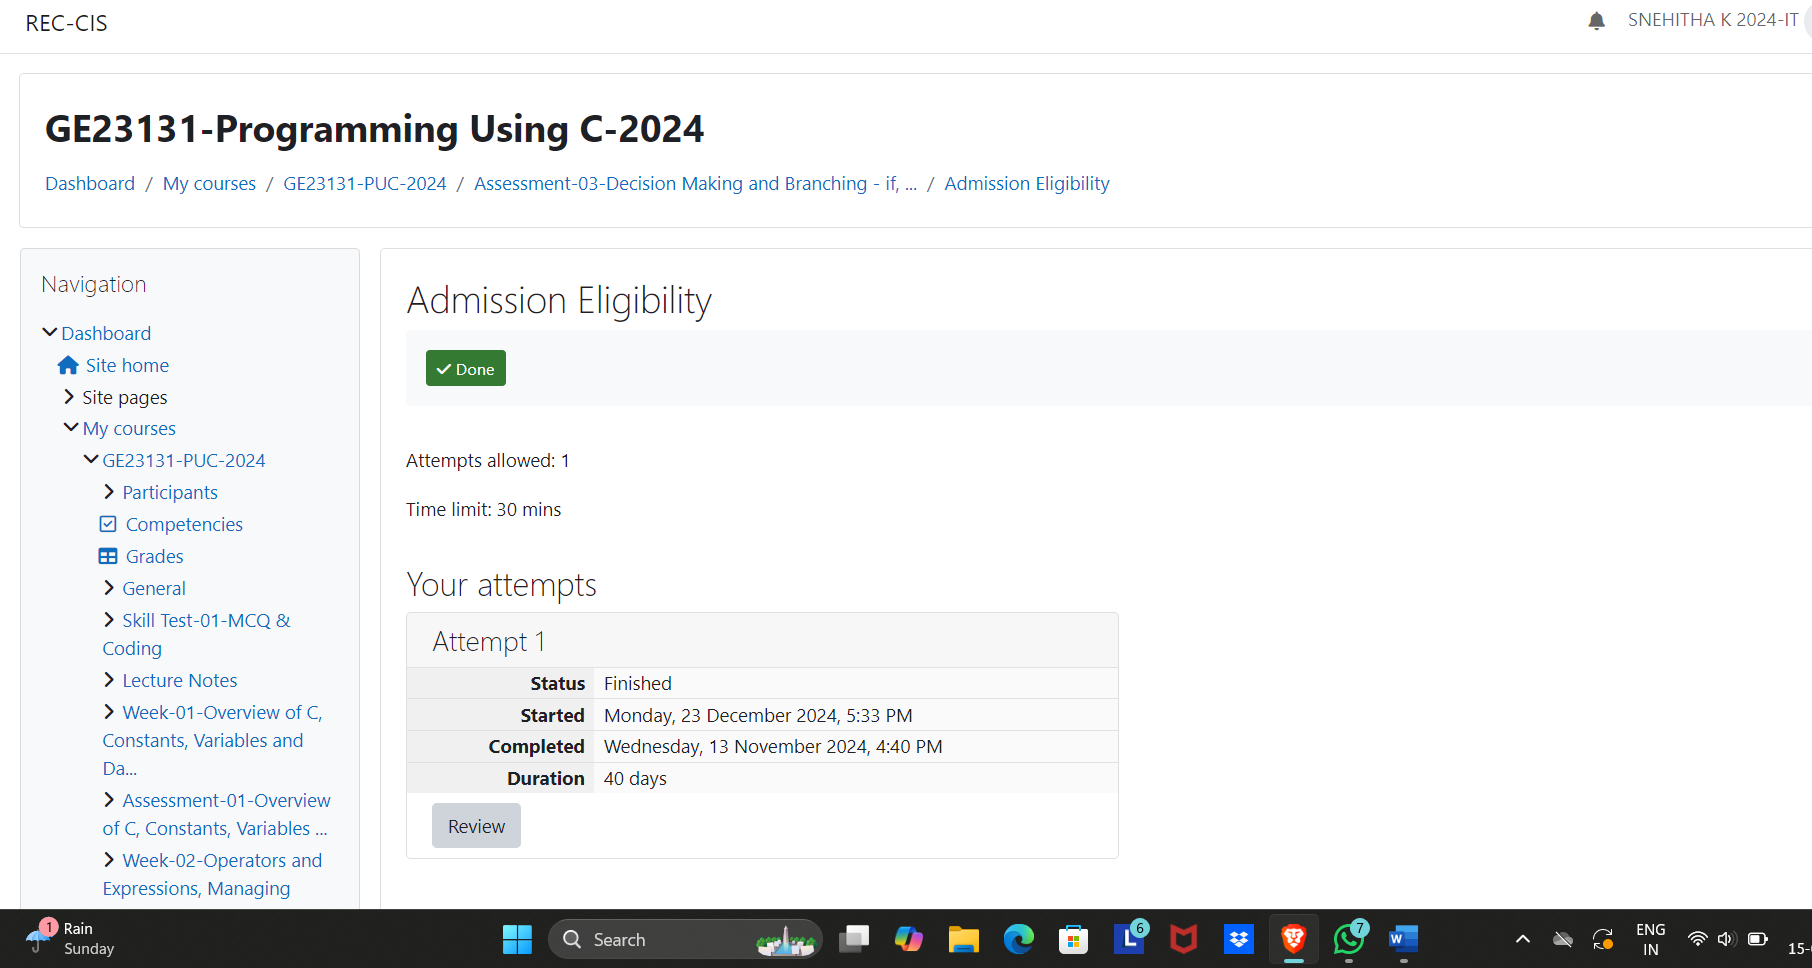 REC-CIS
SNEHITHA K 2024-IT
GE23131-Programming Using C-2024
Dashboard / My courses / GE23131-PUC-2024 / Assessment-03-Decision Making and Branching - if, ... / Admission Eligibility
Navigation
Dashboard
Site home
Site pages
My courses
GE23131-PUC-2024
Participants
Competencies
Grades
General
Skill Test-01-MCQ &
Coding
Lecture Notes
Week-01-Overview of C,
Constants, Variables and
Da...
Assessment-01-Overview
of C, Constants, Variables ...
Week-02-Operators and
Expressions, Managing
Admission Eligibility
Done
Attempts allowed: 1
Time limit: 30 mins
Your attempts
Attempt 1
Status Finished
Started Monday, 23 December 2024, 5:33 PM
Completed Wednesday, 13 November 2024, 4:40 PM
Duration 40 days
Review
1
Rain
Sunday
Search
L
6
7
W
ENG
IN
15-